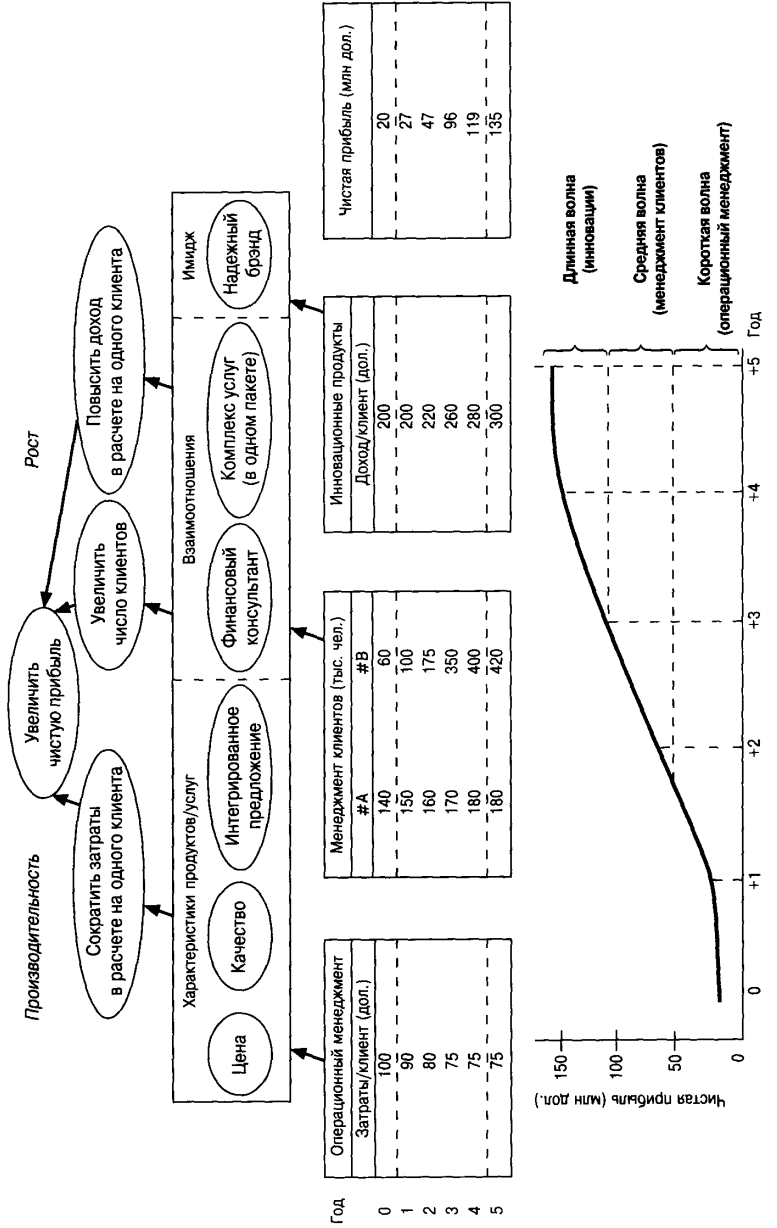 Производительность
Рост
Увеличить
чистую прибыль
Сократить затраты
в расчете на одного клиента
Увеличить
число клиентов
Повысить доход
в расчете на одного клиента
Характеристики продуктов/услуг
Взаимоотношения
Имидж
Цена
Качество
Интегрированное
предложение
Финансовый
консультант
Комплекс услуг
(в одном пакете)
Надежный
брэнд
Год
0
1
2
3
4
5
Операционный менеджмент
Затраты/клиент (дол.)
100
90
80
75
75
75
Менеджмент клиентов (тыс. чел.)
#A #B
140 60
150 100
160 175
170 350
180 400
180 420
Инновационные продукты
Доход/клиент (дол.)
200
200
220
260
280
300
Чистая прибыль (млн дол.)
20
27
47
96
119
135
Чистая прибыль (млн дол.)
150
100
50
0
0 +1 +2 +3 +4 +5
Год
Длинная волна
(инновации)
Средняя волна
(менеджмент клиентов)
Короткая волна
(операционный менеджмент)